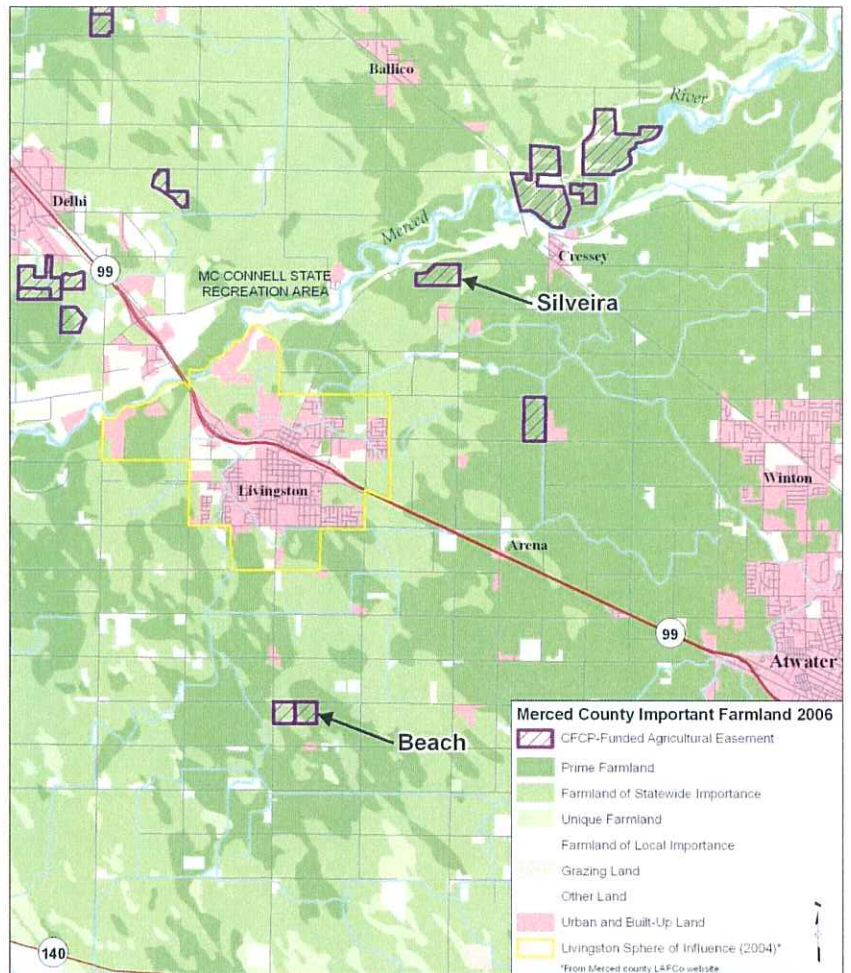 Ballico
River
Delhi
99
Merced
Cressey
MC CONNELL STATE
RECREATION AREA
Silveira
Livingston
Winton
Arena
99
Atwater
Beach
140
Merced County Important Farmland 2006
CFCP-Funded Agricultural Easement
Prime Farmland
Farmland of Statewide Importance
Unique Farmland
Farmland of Local Importance
Grazing Land
Other Land
Urban and Built-Up Land
Livingston Sphere of Influence (2004)*
*From Merced county LAFCo website